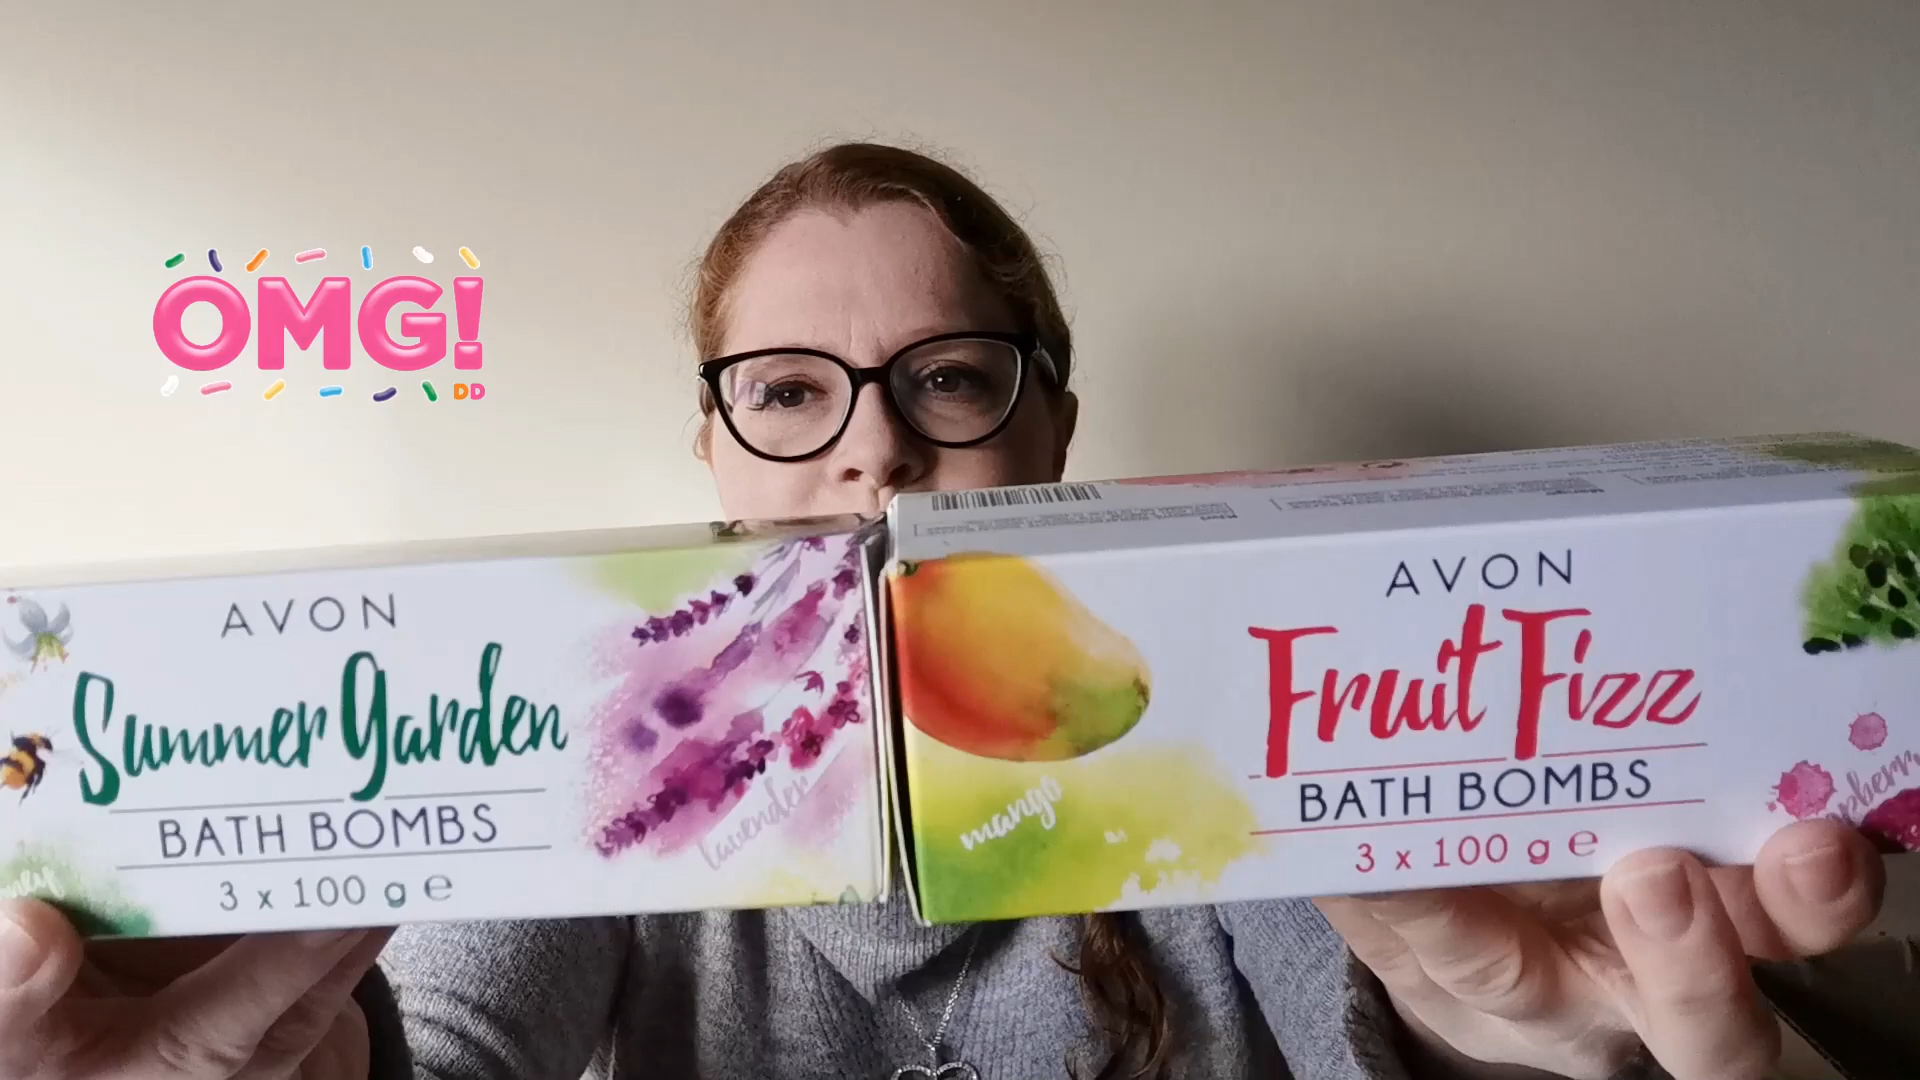 OMG!
DD
AVON
Summer Garden
BATH BOMBS
3 x 100 g e
lavender
AVON
Fruit Fizz
BATH BOMBS
3 x 100 g e
mango